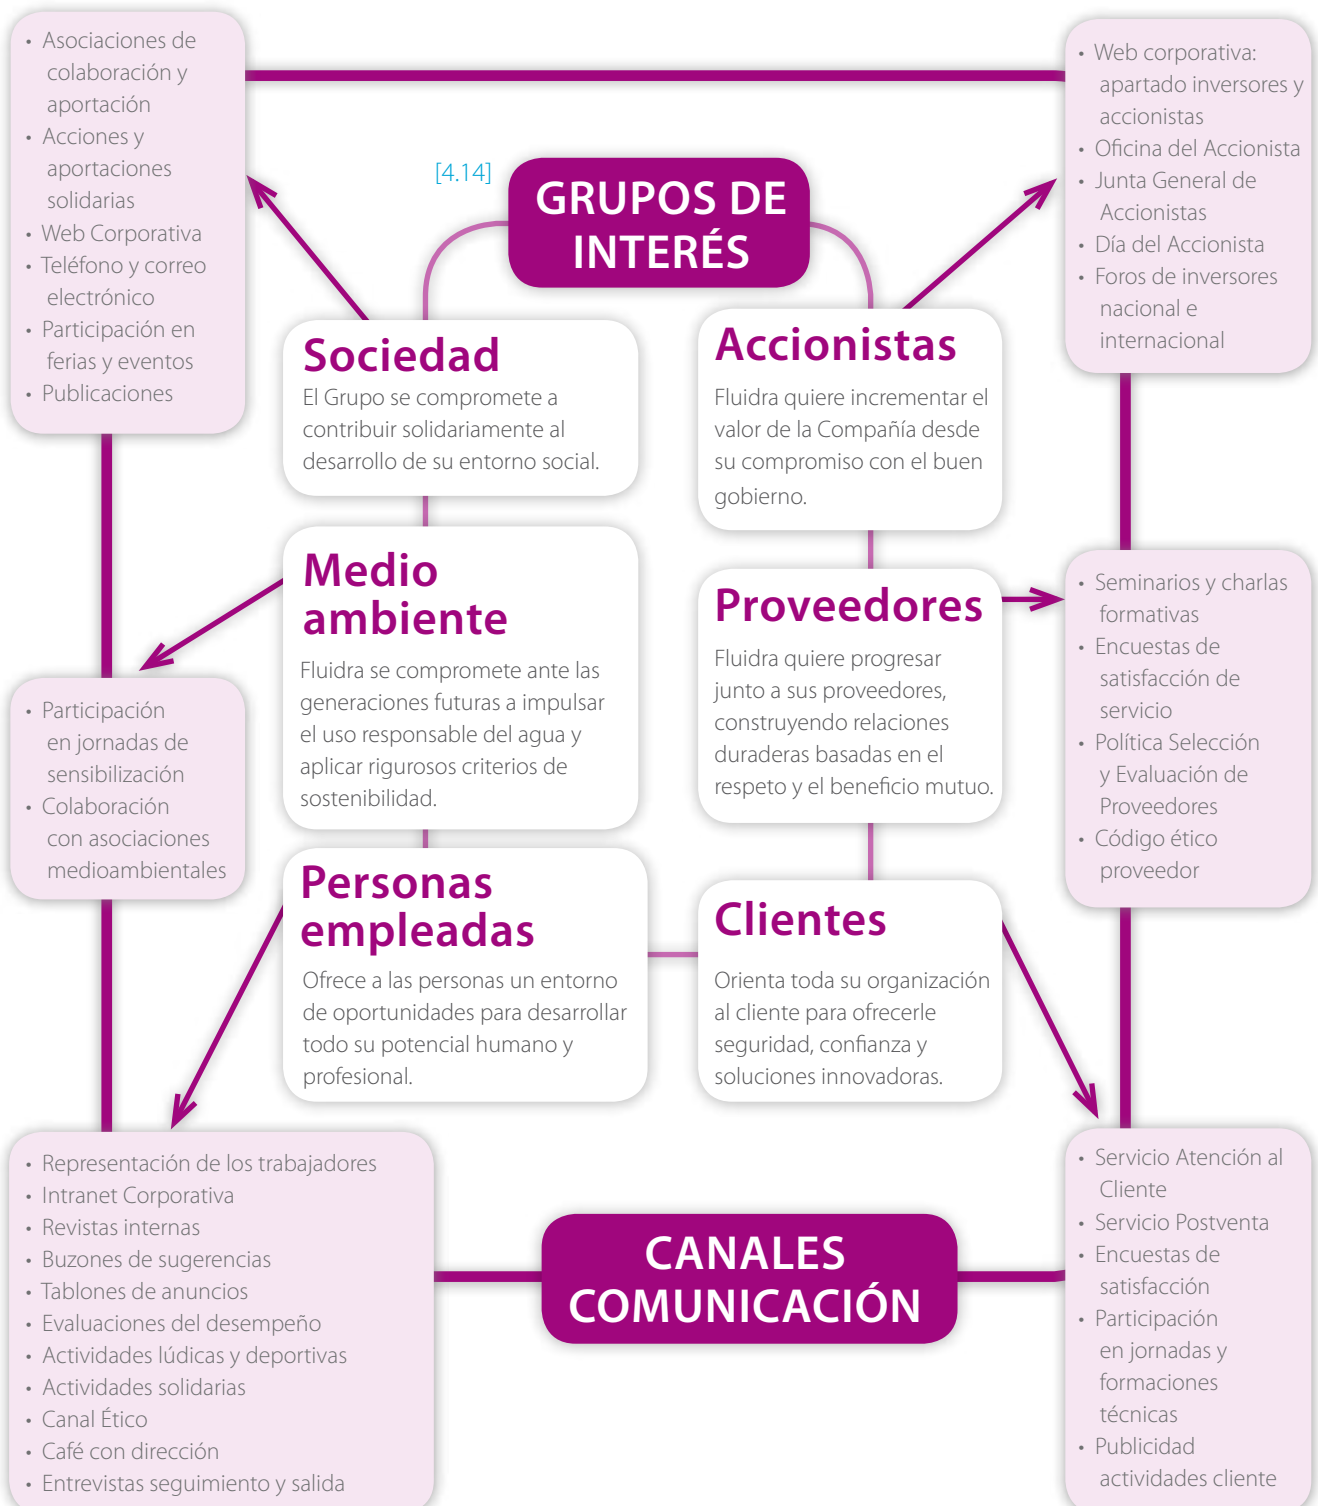 • Asociaciones de
colaboración y
aportación
• Acciones y
aportaciones
solidarias
• Web Corporativa
• Teléfono y correo
electrónico
• Participación en
ferias y eventos
• Publicaciones
[4.14]
GRUPOS DE
INTERÉS
• Web corporativa:
apartado inversores y
accionistas
• Oficina del Accionista
• Junta General de
Accionistas
• Día del Accionista
• Foros de inversores
nacional e
internacional
Sociedad
El Grupo se compromete a
contribuir solidariamente al
desarrollo de su entorno social.
Accionistas
Fluidra quiere incrementar el
valor de la Compañía desde
su compromiso con el buen
gobierno.
Medio
ambiente
Fluidra se compromete ante las
generaciones futuras a impulsar
el uso responsable del agua y
aplicar rigurosos criterios de
sostenibilidad.
Proveedores
Fluidra quiere progresar
junto a sus proveedores,
construyendo relaciones
duraderas basadas en el
respeto y el beneficio mutuo.
• Seminarios y charlas
formativas
• Encuestas de
satisfacción de
servicio
• Política Selección
y Evaluación de
Proveedores
• Código ético
proveedor
• Participación
en jornadas de
sensibilización
• Colaboración
con asociaciones
medioambientales
Personas
empleadas
Ofrece a las personas un entorno
de oportunidades para desarrollar
todo su potencial humano y
profesional.
Clientes
Orienta toda su organización
al cliente para ofrecerle
seguridad, confianza y
soluciones innovadoras.
• Representación de los trabajadores
• Intranet Corporativa
• Revistas internas
• Buzones de sugerencias
• Tablones de anuncios
• Evaluaciones del desempeño
• Actividades lúdicas y deportivas
• Actividades solidarias
• Canal Ético
• Café con dirección
• Entrevistas seguimiento y salida
CANALES
COMUNICACIÓN
• Servicio Atención al
Cliente
• Servicio Postventa
• Encuestas de
satisfacción
• Participación
en jornadas y
formaciones
técnicas
• Publicidad
actividades cliente